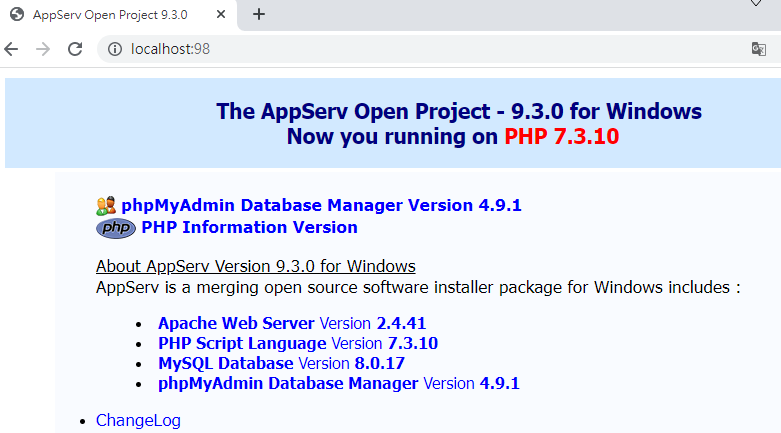 AppServ Open Project 9.3.0
localhost:98
The AppServ Open Project - 9.3.0 for Windows
Now you running on PHP 7.3.10
phpMyAdmin Database Manager Version 4.9.1
php PHP Information Version
About AppServ Version 9.3.0 for Windows
AppServ is a merging open source software installer package for Windows includes :
Apache Web Server Version 2.4.41
PHP Script Language Version 7.3.10
MySQL Database Version 8.0.17
phpMyAdmin Database Manager Version 4.9.1
ChangeLog